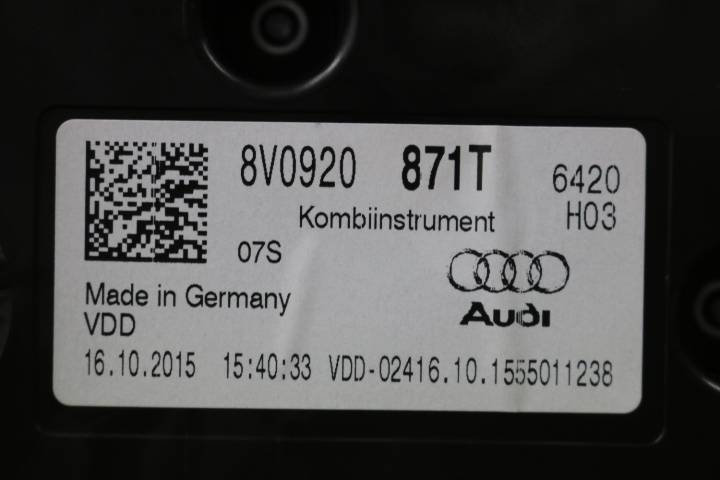 8V0920 871T 6420
Kombiinstrument H03
07S
Audi
Made in Germany
VDD
16.10.2015 15:40:33 VDD-02416.10.1555011238